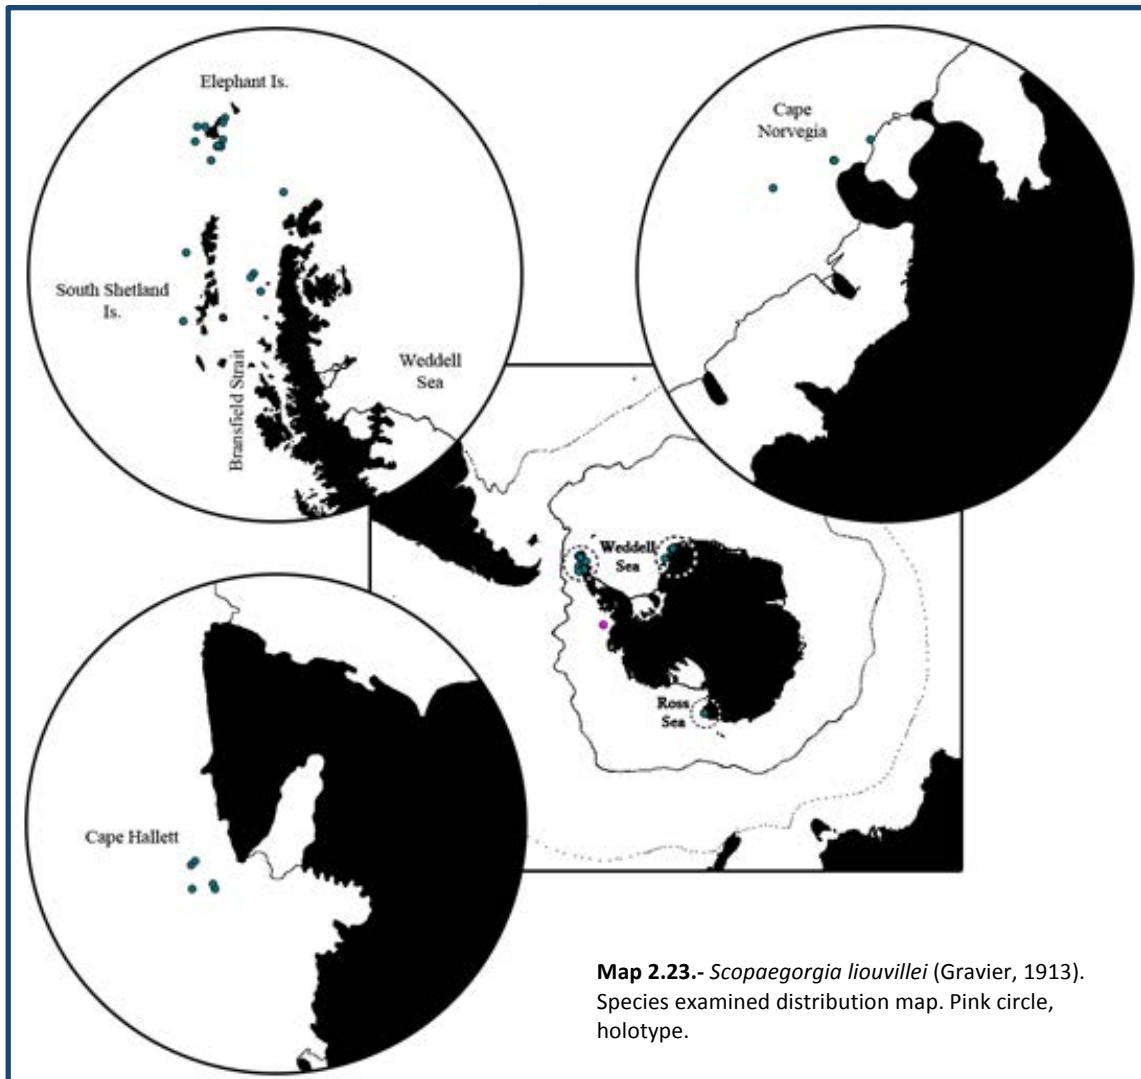 Elephant Is.
South Shetland
Is.
Bransfield Strait
Weddell
Sea
Cape
Norvegia
Weddell
Sea
Ross
Sea
Cape Hallett
Map 2.23.- Scopaegorgia liouvillei (Gravier, 1913).
Species examined distribution map. Pink circle,
holotype.